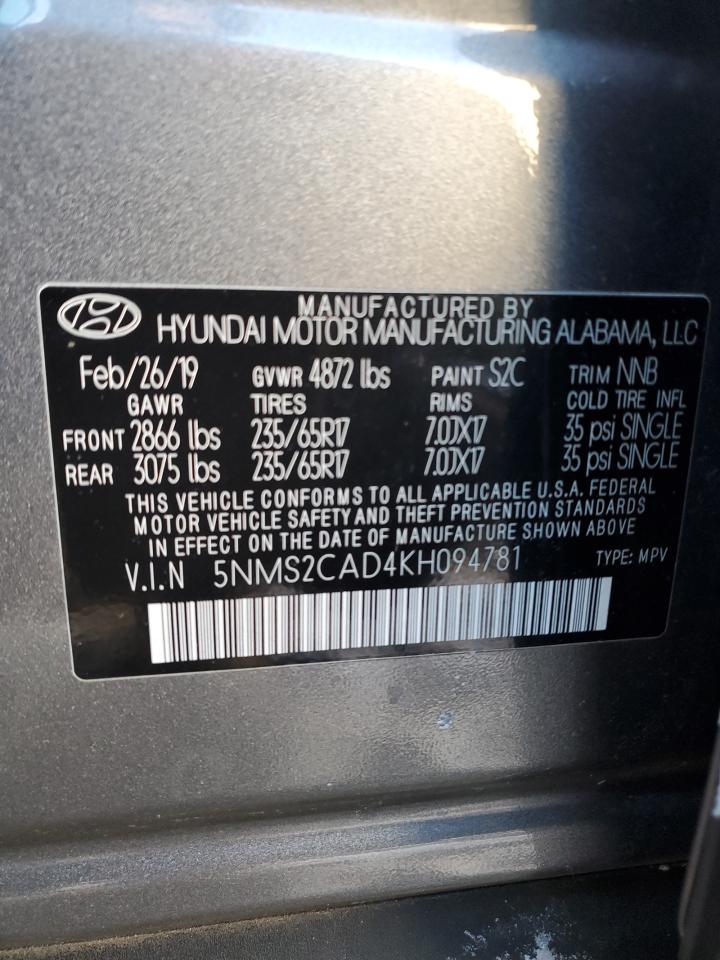 MANUFACTURED BY
HYUNDAI MOTOR MANUFACTURING ALABAMA, LLC
Feb/26/19 GVWR 4872 lbs PAINT S2C TRIM NNB
GAWR TIRES RIMS COLD TIRE INFL
FRONT 2866 lbs 235/65R17 7.0JX17 35 psi SINGLE
REAR 3075 lbs 235/65R17 7.0JX17 35 psi SINGLE
THIS VEHICLE CONFORMS TO ALL APPLICABLE U.S.A. FEDERAL
MOTOR VEHICLE SAFETY AND THEFT PREVENTION STANDARDS
IN EFFECT ON THE DATE OF MANUFACTURE SHOWN ABOVE
V.I.N 5NMS2CAD4KH094781 TYPE: MPV